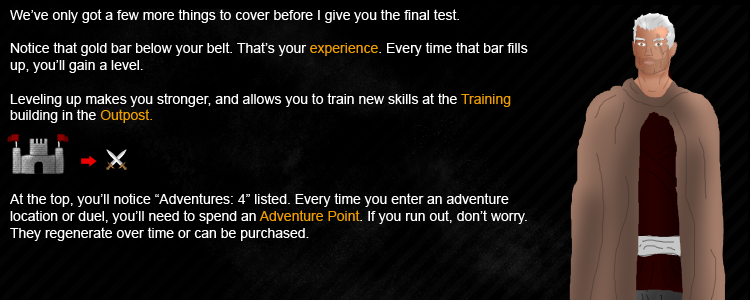 We've only got a few more things to cover before I give you the final test.
Notice that gold bar below your belt. That's your experience. Every time that bar fills
up, you'll gain a level.
Leveling up makes you stronger, and allows you to train new skills at the Training
building in the Outpost.
At the top, you'll notice “Adventures: 4” listed. Every time you enter an adventure
location or duel, you'll need to spend an Adventure Point. If you run out, don't worry.
They regenerate over time or can be purchased.